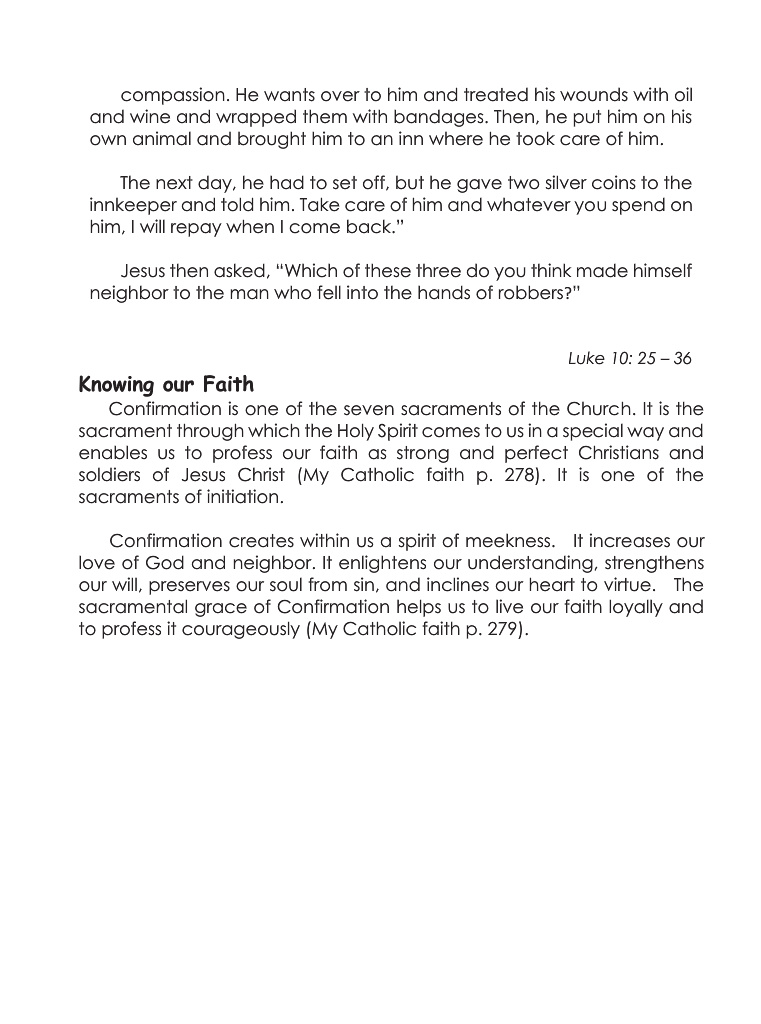 compassion. He wants over to him and treated his wounds with oil
and wine and wrapped them with bandages. Then, he put him on his
own animal and brought him to an inn where he took care of him.
The next day, he had to set off, but he gave two silver coins to the
innkeeper and told him. Take care of him and whatever you spend on
him, I will repay when I come back.”
Jesus then asked, “Which of these three do you think made himself
neighbor to the man who fell into the hands of robbers?”
Luke 10: 25 – 36
Knowing our Faith
Confirmation is one of the seven sacraments of the Church. It is the
sacrament through which the Holy Spirit comes to us in a special way and
enables us to profess our faith as strong and perfect Christians and
soldiers of Jesus Christ (My Catholic faith p. 278). It is one of the
sacraments of initiation.
Confirmation creates within us a spirit of meekness. It increases our
love of God and neighbor. It enlightens our understanding, strengthens
our will, preserves our soul from sin, and inclines our heart to virtue. The
sacramental grace of Confirmation helps us to live our faith loyally and
to profess it courageously (My Catholic faith p. 279).